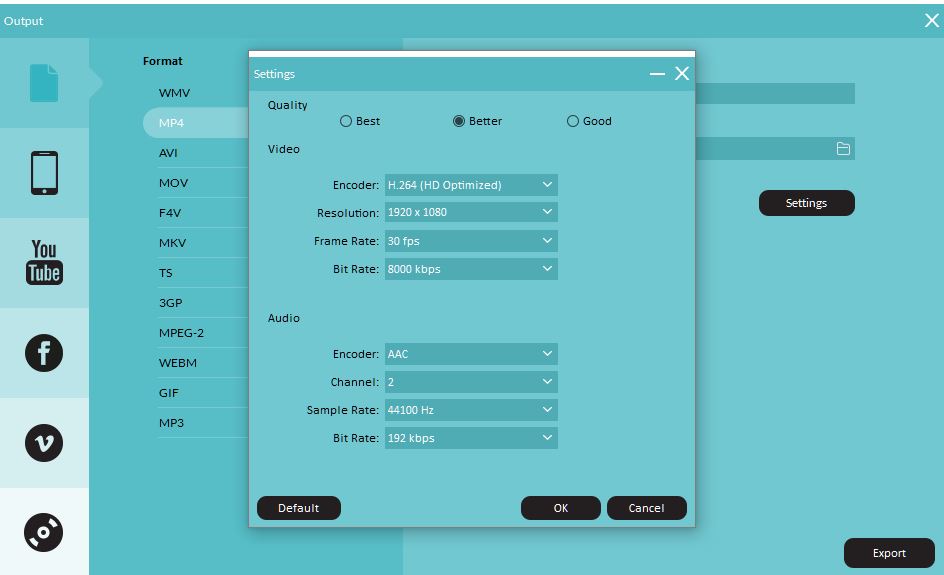 Output
You
Tube
Format
WMV
MP4
AVI
MOV
F4V
MKV
TS
3GP
MPEG-2
WEBM
GIF
MP3
Settings
Quality
Best
Better
Good
Video
Encoder: H.264 (HD Optimized)
Resolution: 1920 x 1080
Frame Rate: 30 fps
Bit Rate: 8000 kbps
Audio
Encoder: AAC
Channel: 2
Sample Rate: 44100 Hz
Bit Rate: 192 kbps
Default
OK
Cancel
Settings
Export